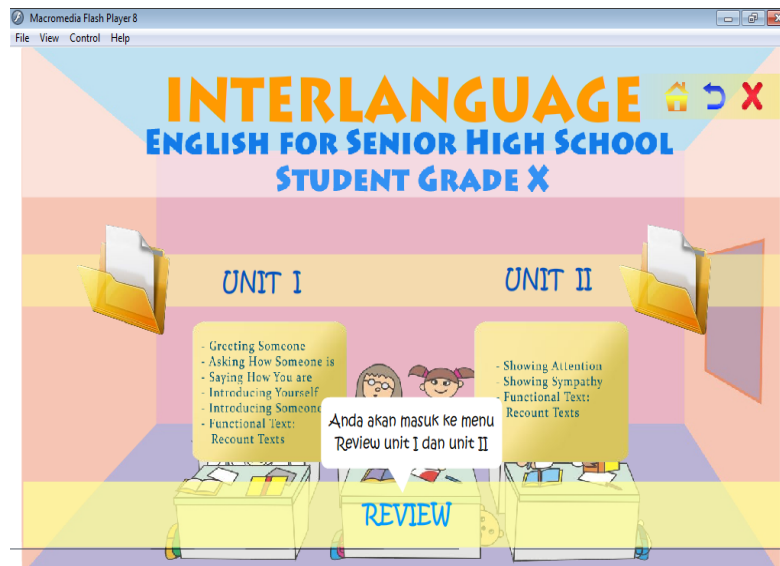 Macromedia Flash Player 8
File View Control Help
INTERLANGUAGE
ENGLISH FOR SENIOR HIGH SCHOOL
STUDENT GRADE X
UNIT I
- Greeting Someone
- Asking How Someone is
- Saying How You are
- Introducing Yourself
- Introducing Someone
- Functional Text:
Recount Texts
UNIT II
- Showing Attention
- Showing Sympathy
- Functional Text:
Recount Texts
Anda akan masuk ke menu
Review unit I dan unit II
REVIEW